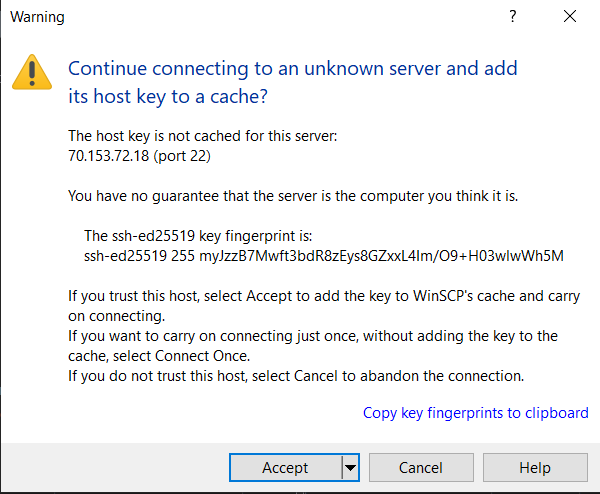 Warning
?
Continue connecting to an unknown server and add
its host key to a cache?
The host key is not cached for this server:
70.153.72.18 (port 22)
You have no guarantee that the server is the computer you think it is.
The ssh-ed25519 key fingerprint is:
ssh-ed25519 255 myJzzB7Mwft3bdR8zEys8GZxxL4Im/O9+H03wlwWh5M
If you trust this host, select Accept to add the key to WinSCP's cache and carry
on connecting.
If you want to carry on connecting just once, without adding the key to the
cache, select Connect Once.
If you do not trust this host, select Cancel to abandon the connection.
Copy key fingerprints to clipboard
Accept
Cancel
Help